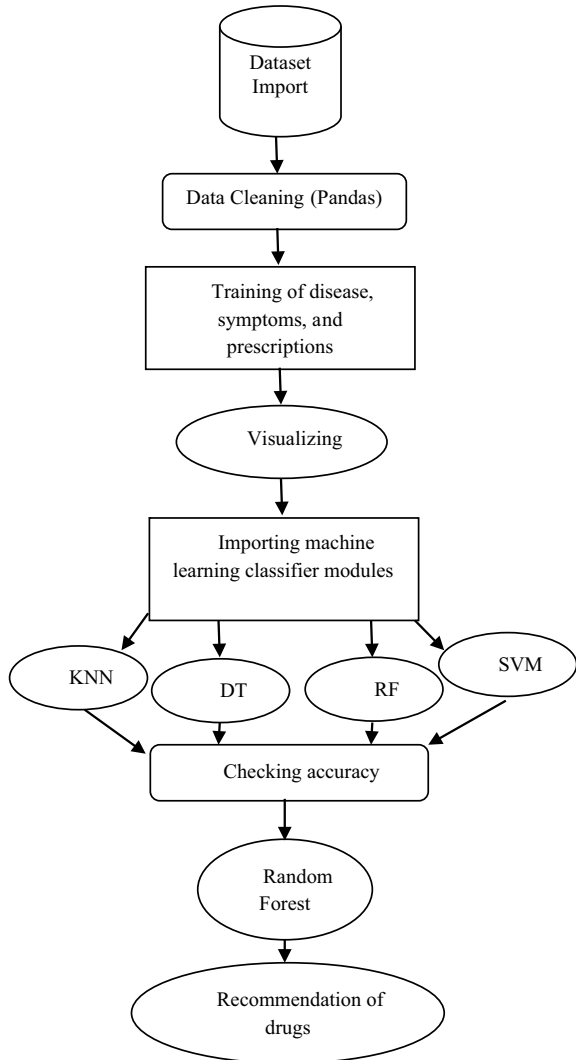 Dataset
Import
Data Cleaning (Pandas)
Training of disease,
symptoms, and
prescriptions
Visualizing
Importing machine
learning classifier modules
KNN
DT
RF
SVM
Checking accuracy
Random
Forest
Recommendation of
drugs